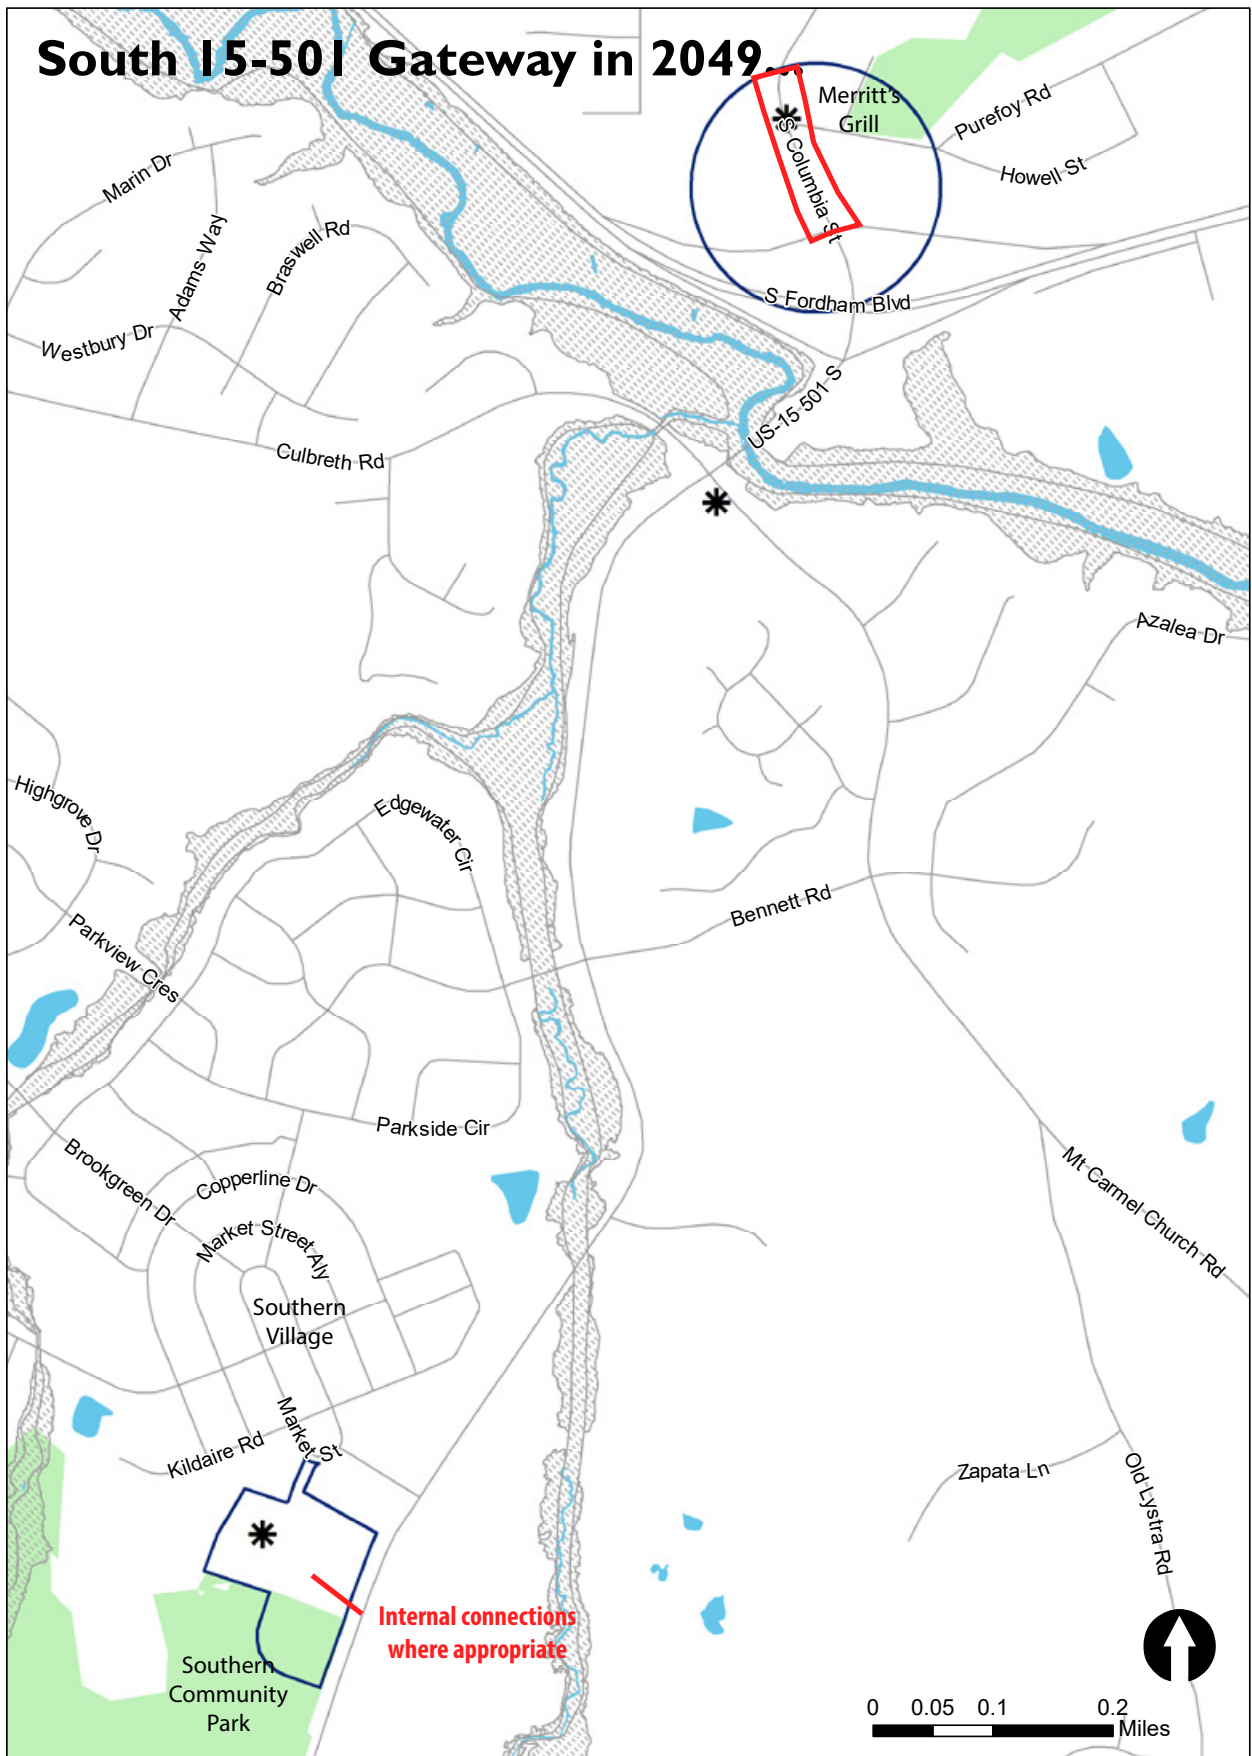 South 15-501 Gateway in 2049...
Merritt's
Grill
Purefoy Rd
Howell St
S Columbia St
Marin Dr
Adams Way
Braswell Rd
S Fordham Blvd
Westbury Dr
US-15-501 S
Culbreth Rd
Azalea Dr
Highgrove Dr
Edgewater Cir
Bennett Rd
Parkview Cres
Parkside Cir
Mt Carmel Church Rd
Brookgreen Dr
Copperline Dr
Market Street Aly
Southern
Village
Market St
Kildaire Rd
Zapata Ln
Old Lystra Rd
Internal connections
where appropriate
Southern
Community
Park
0 0.05 0.1 0.2
Miles